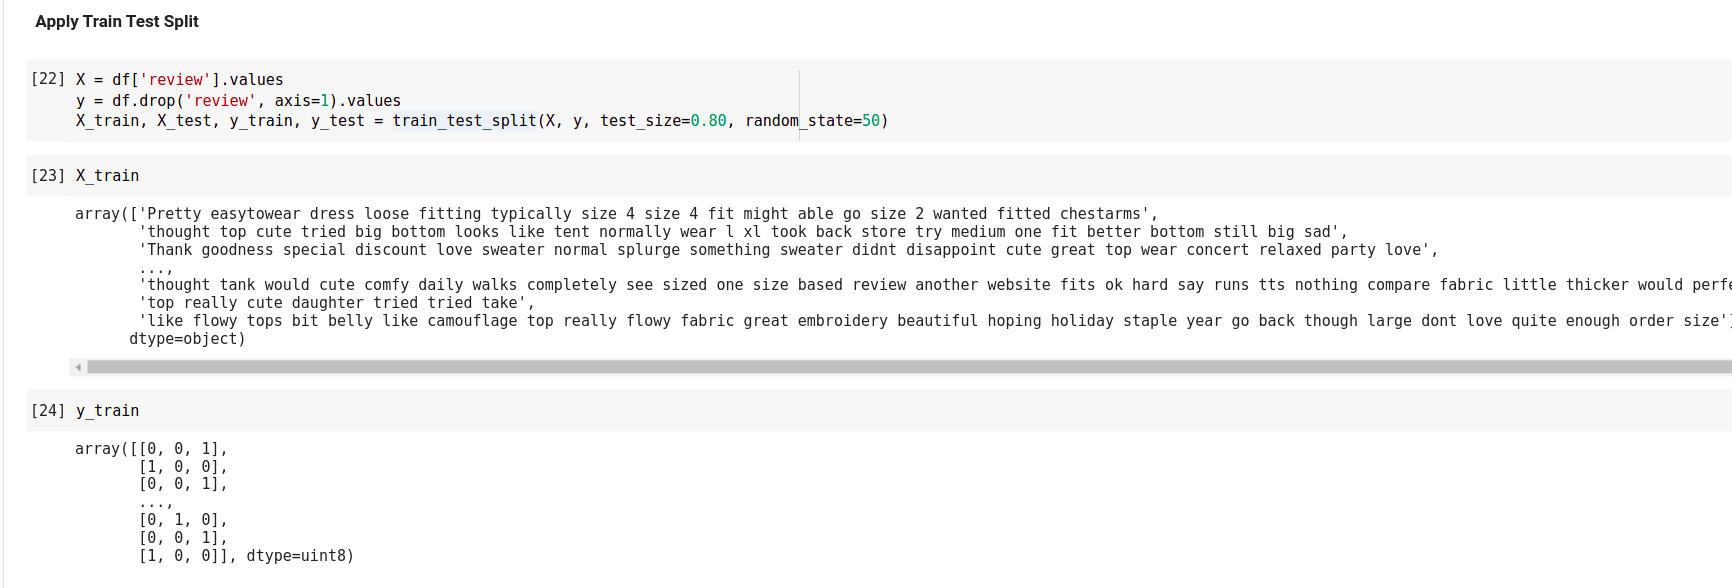 Apply Train Test Split
[22] X = df['review'].values
y = df.drop('review', axis=1).values
X_train, X_test, y_train, y_test = train_test_split(X, y, test_size=0.80, random_state=50)
[23] X_train
array(['Pretty easytowear dress loose fitting typically size 4 size 4 fit might able go size 2 wanted fitted chestarms',
'thought top cute tried big bottom looks like tent normally wear l xl took back store try medium one fit better bottom still big sad',
'Thank goodness special discount love sweater normal splurge something sweater didnt disappoint cute great top wear concert relaxed party love',
...,
'thought tank would cute comfy daily walks completely see sized one size based review another website fits ok hard say runs tts nothing compare fabric little thicker would
'top really cute daughter tried tried take',
'like flowy tops bit belly like camouflage top really flowy fabric great embroidery beautiful hoping holiday staple year go back though large dont love quite enough order size']
dtype=object)
[24] y_train
array([[0, 0, 1],
[1, 0, 0],
[0, 0, 1],
...,
[0, 1, 0],
[0, 0, 1],
[1, 0, 0]], dtype=uint8)